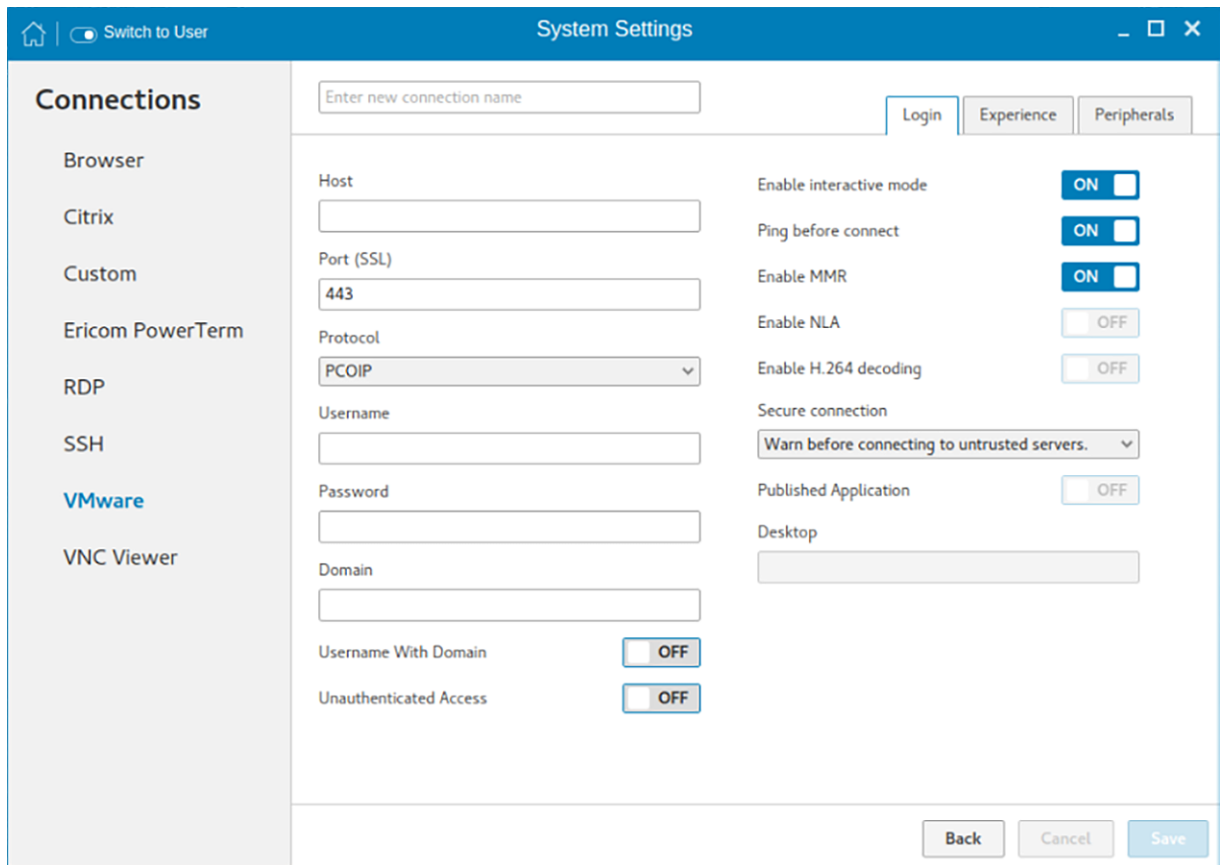 Switch to User
System Settings
Connections
Browser
Citrix
Custom
Ericom PowerTerm
RDP
SSH
VMware
VNC Viewer
Enter new connection name
Login
Experience
Peripherals
Host
Port (SSL)
443
Protocol
PCOIP
Username
Password
Domain
Username With Domain
OFF
Unauthenticated Access
OFF
Enable interactive mode
ON
Ping before connect
ON
Enable MMR
ON
Enable NLA
OFF
Enable H.264 decoding
OFF
Secure connection
Warn before connecting to untrusted servers.
Published Application
OFF
Desktop
Back
Cancel
Save